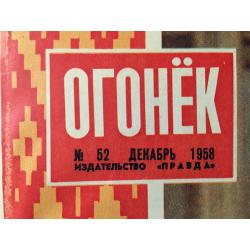 ОГОНЁК
№ 52 ДЕКАБРЬ 1958
ИЗДАТЕЛЬСТВО «ПРАВДА»